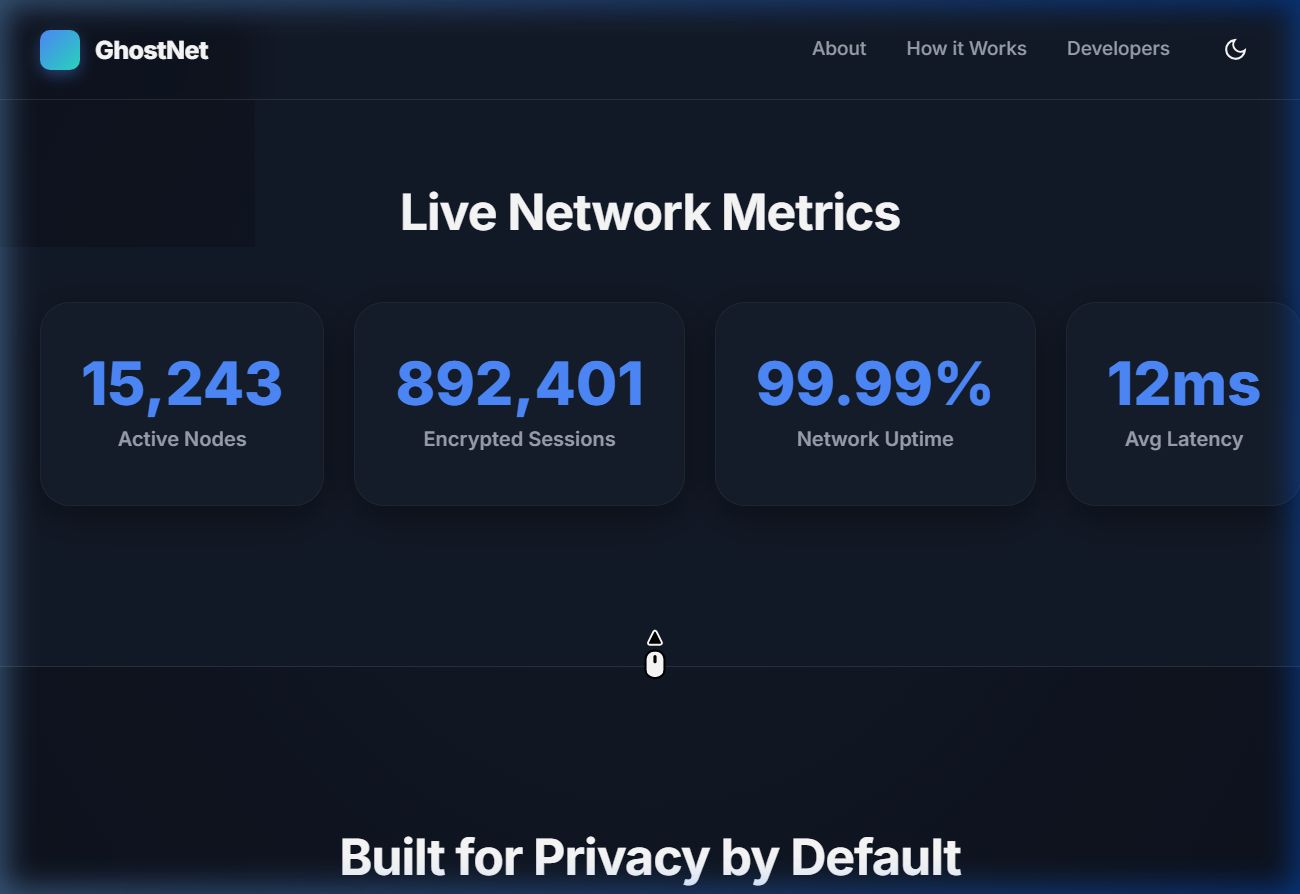 GhostNet
About
How it Works
Developers
Live Network Metrics
15,243
Active Nodes
892,401
Encrypted Sessions
99.99%
Network Uptime
12ms
Avg Latency
Built for Privacy by Default